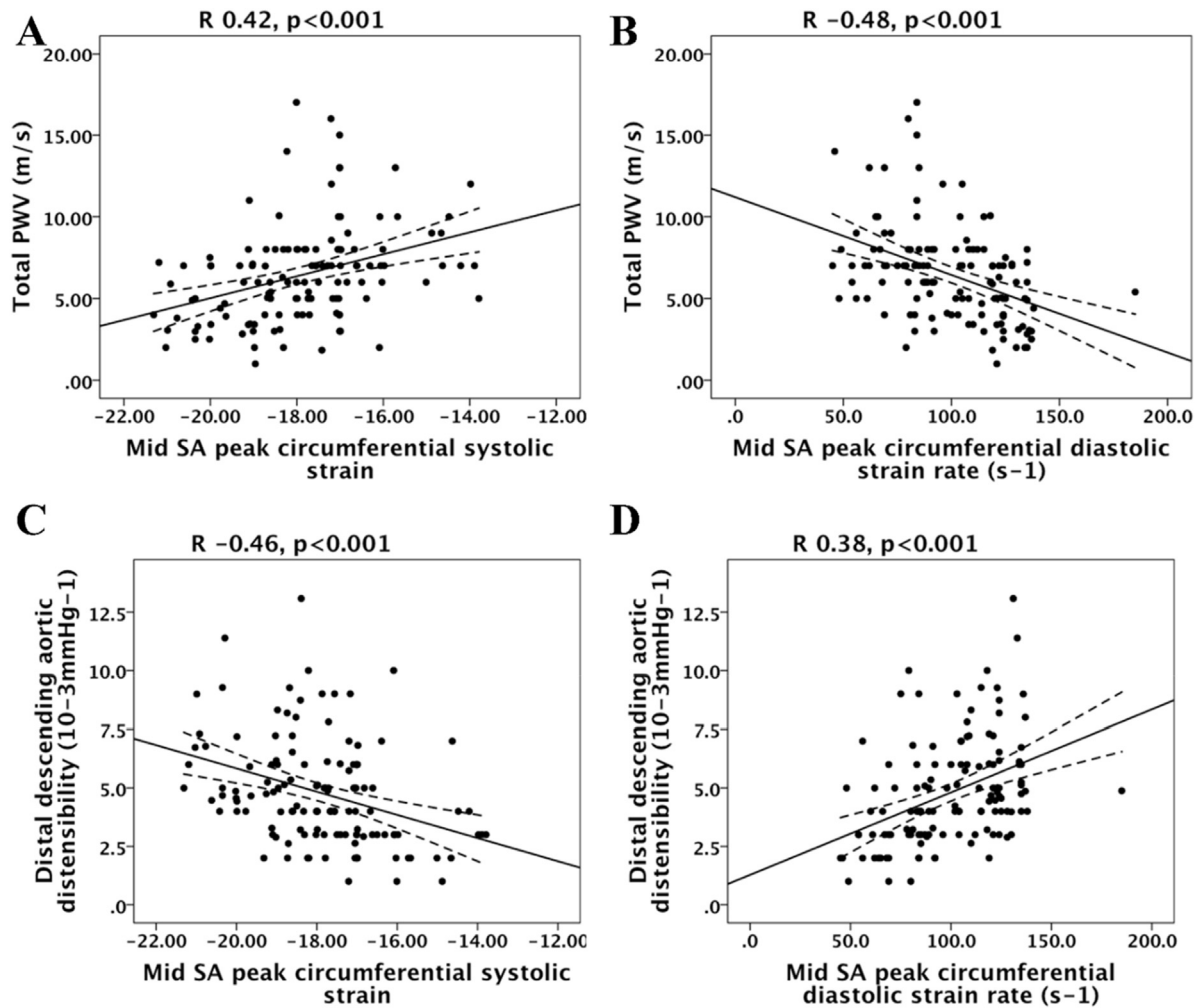 A
R 0.42, p<0.001
Total PWV (m/s)
20.00
15.00
10.00
5.00
.00
-22.00 -20.00 -18.00 -16.00 -14.00 -12.00
Mid SA peak circumferential systolic
strain
B
R -0.48, p<0.001
Total PWV (m/s)
20.00
15.00
10.00
5.00
.00
.0 50.0 100.0 150.0 200.0
Mid SA peak circumferential diastolic
strain rate (s-1)
C
R -0.46, p<0.001
Distal descending aortic
distensibility (10-3mmHg-1)
12.5
10.0
7.5
5.0
2.5
.0
-22.00 -20.00 -18.00 -16.00 -14.00 -12.00
Mid SA peak circumferential systolic
strain
D
R 0.38, p<0.001
Distal descending aortic
distensibility (10-3mmHg-1)
12.5
10.0
7.5
5.0
2.5
.0
.0 50.0 100.0 150.0 200.0
Mid SA peak circumferential
diastolic strain rate (s-1)